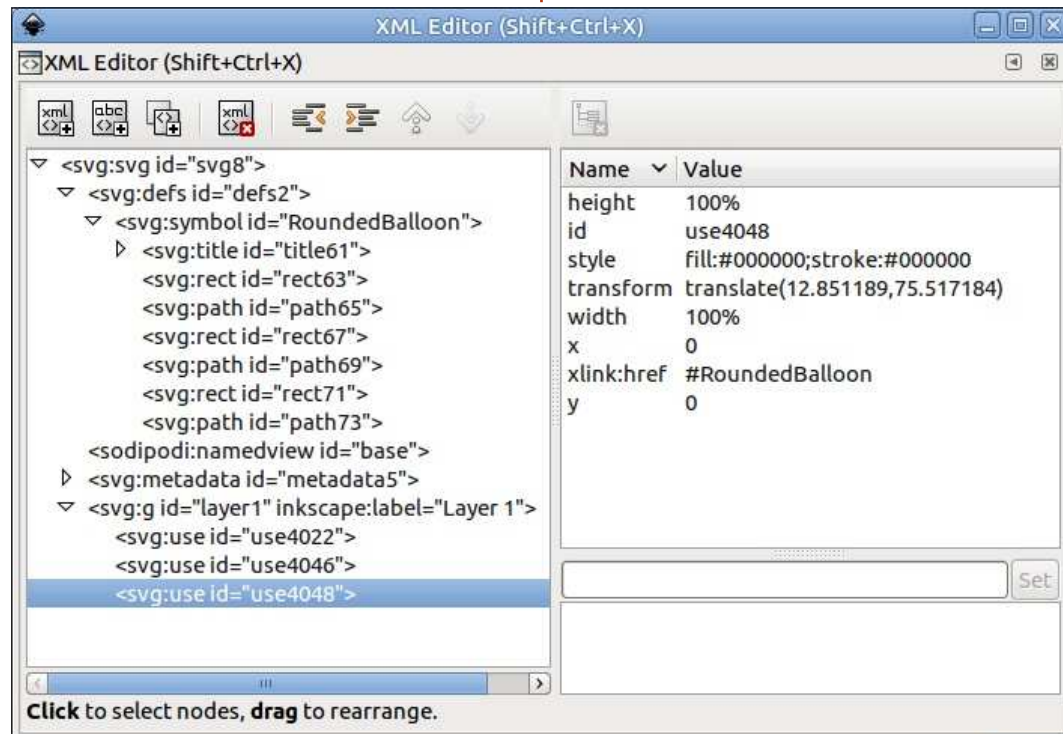 XML Editor (Shift+Ctrl+X)
XML Editor (Shift+Ctrl+X)
xml
abc
xml
<svg:svg id="svg8">
<svg:defs id="defs2">
<svg:symbol id="RoundedBalloon">
<svg:title id="title61">
<svg:rect id="rect63">
<svg:path id="path65">
<svg:rect id="rect67">
<svg:path id="path69">
<svg:rect id="rect71">
<svg:path id="path73">
<sodipodi:namedview id="base">
<svg:metadata id="metadata5">
<svg:g id="layer1" inkscape:label="Layer 1">
<svg:use id="use4022">
<svg:use id="use4046">
<svg:use id="use4048">
Name Value
height 100%
id use4048
style fill:#000000;stroke:#000000
transform translate(12.851189,75.517184)
width 100%
x 0
xlink:href #RoundedBalloon
y 0
Set
Click to select nodes, drag to rearrange.